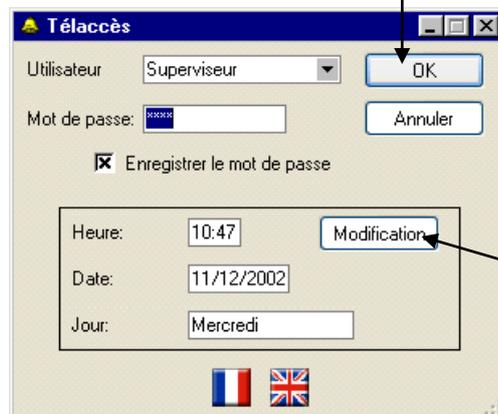 Télaccès
Utilisateur Superviseur OK
Mot de passe: **** Annuler
Enregistrer le mot de passe
Heure: 10:47 Modification
Date: 11/12/2002
Jour: Mercredi